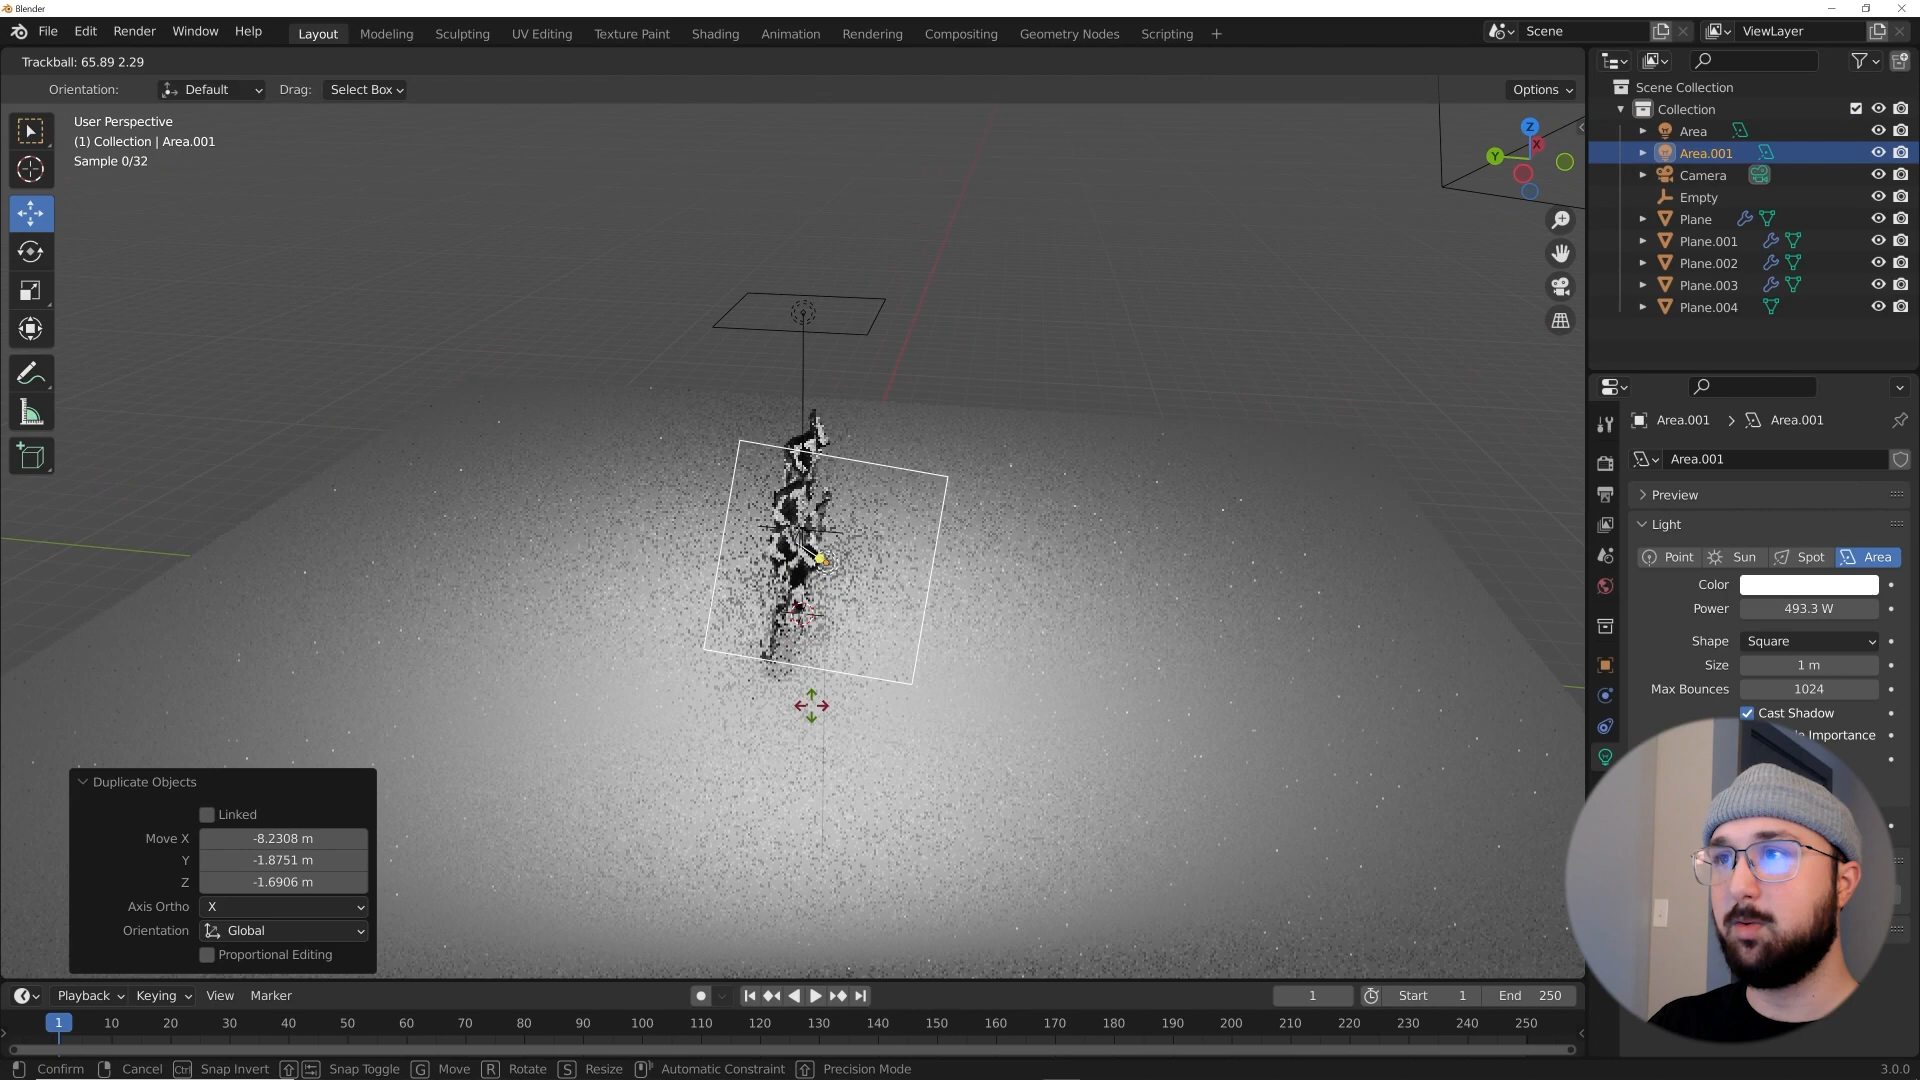 Blender
File Edit Render Window Help
Layout Modeling Sculpting UV Editing Texture Paint Shading Animation Rendering Compositing Geometry Nodes Scripting +
Scene
ViewLayer
Trackball: 65.89 2.29
Orientation: Default Drag: Select Box
Options
User Perspective
(1) Collection | Area.001
Sample 0/32
Z
Y
X
Scene Collection
Collection
Area
Area.001
Camera
Empty
Plane
Plane.001
Plane.002
Plane.003
Plane.004
Area.001 > Area.001
Area.001
Preview
Light
Point Sun Spot Area
Color
Power 493.3 W
Shape Square
Size 1 m
Max Bounces 1024
Cast Shadow
Importance
Duplicate Objects
Linked
Move X -8.2308 m
Y -1.8751 m
Z -1.6906 m
Axis Ortho X
Orientation Global
Proportional Editing
Playback Keying View Marker
1 Start 1 End 250
1 10 20 30 40 50 60 70 80 90 100 110 120 130 140 150 160 170 180 190 200 210 220 230 240 250
Confirm Cancel Ctrl Snap Invert Snap Toggle G Move R Rotate S Resize Automatic Constraint Precision Mode
3.0.0